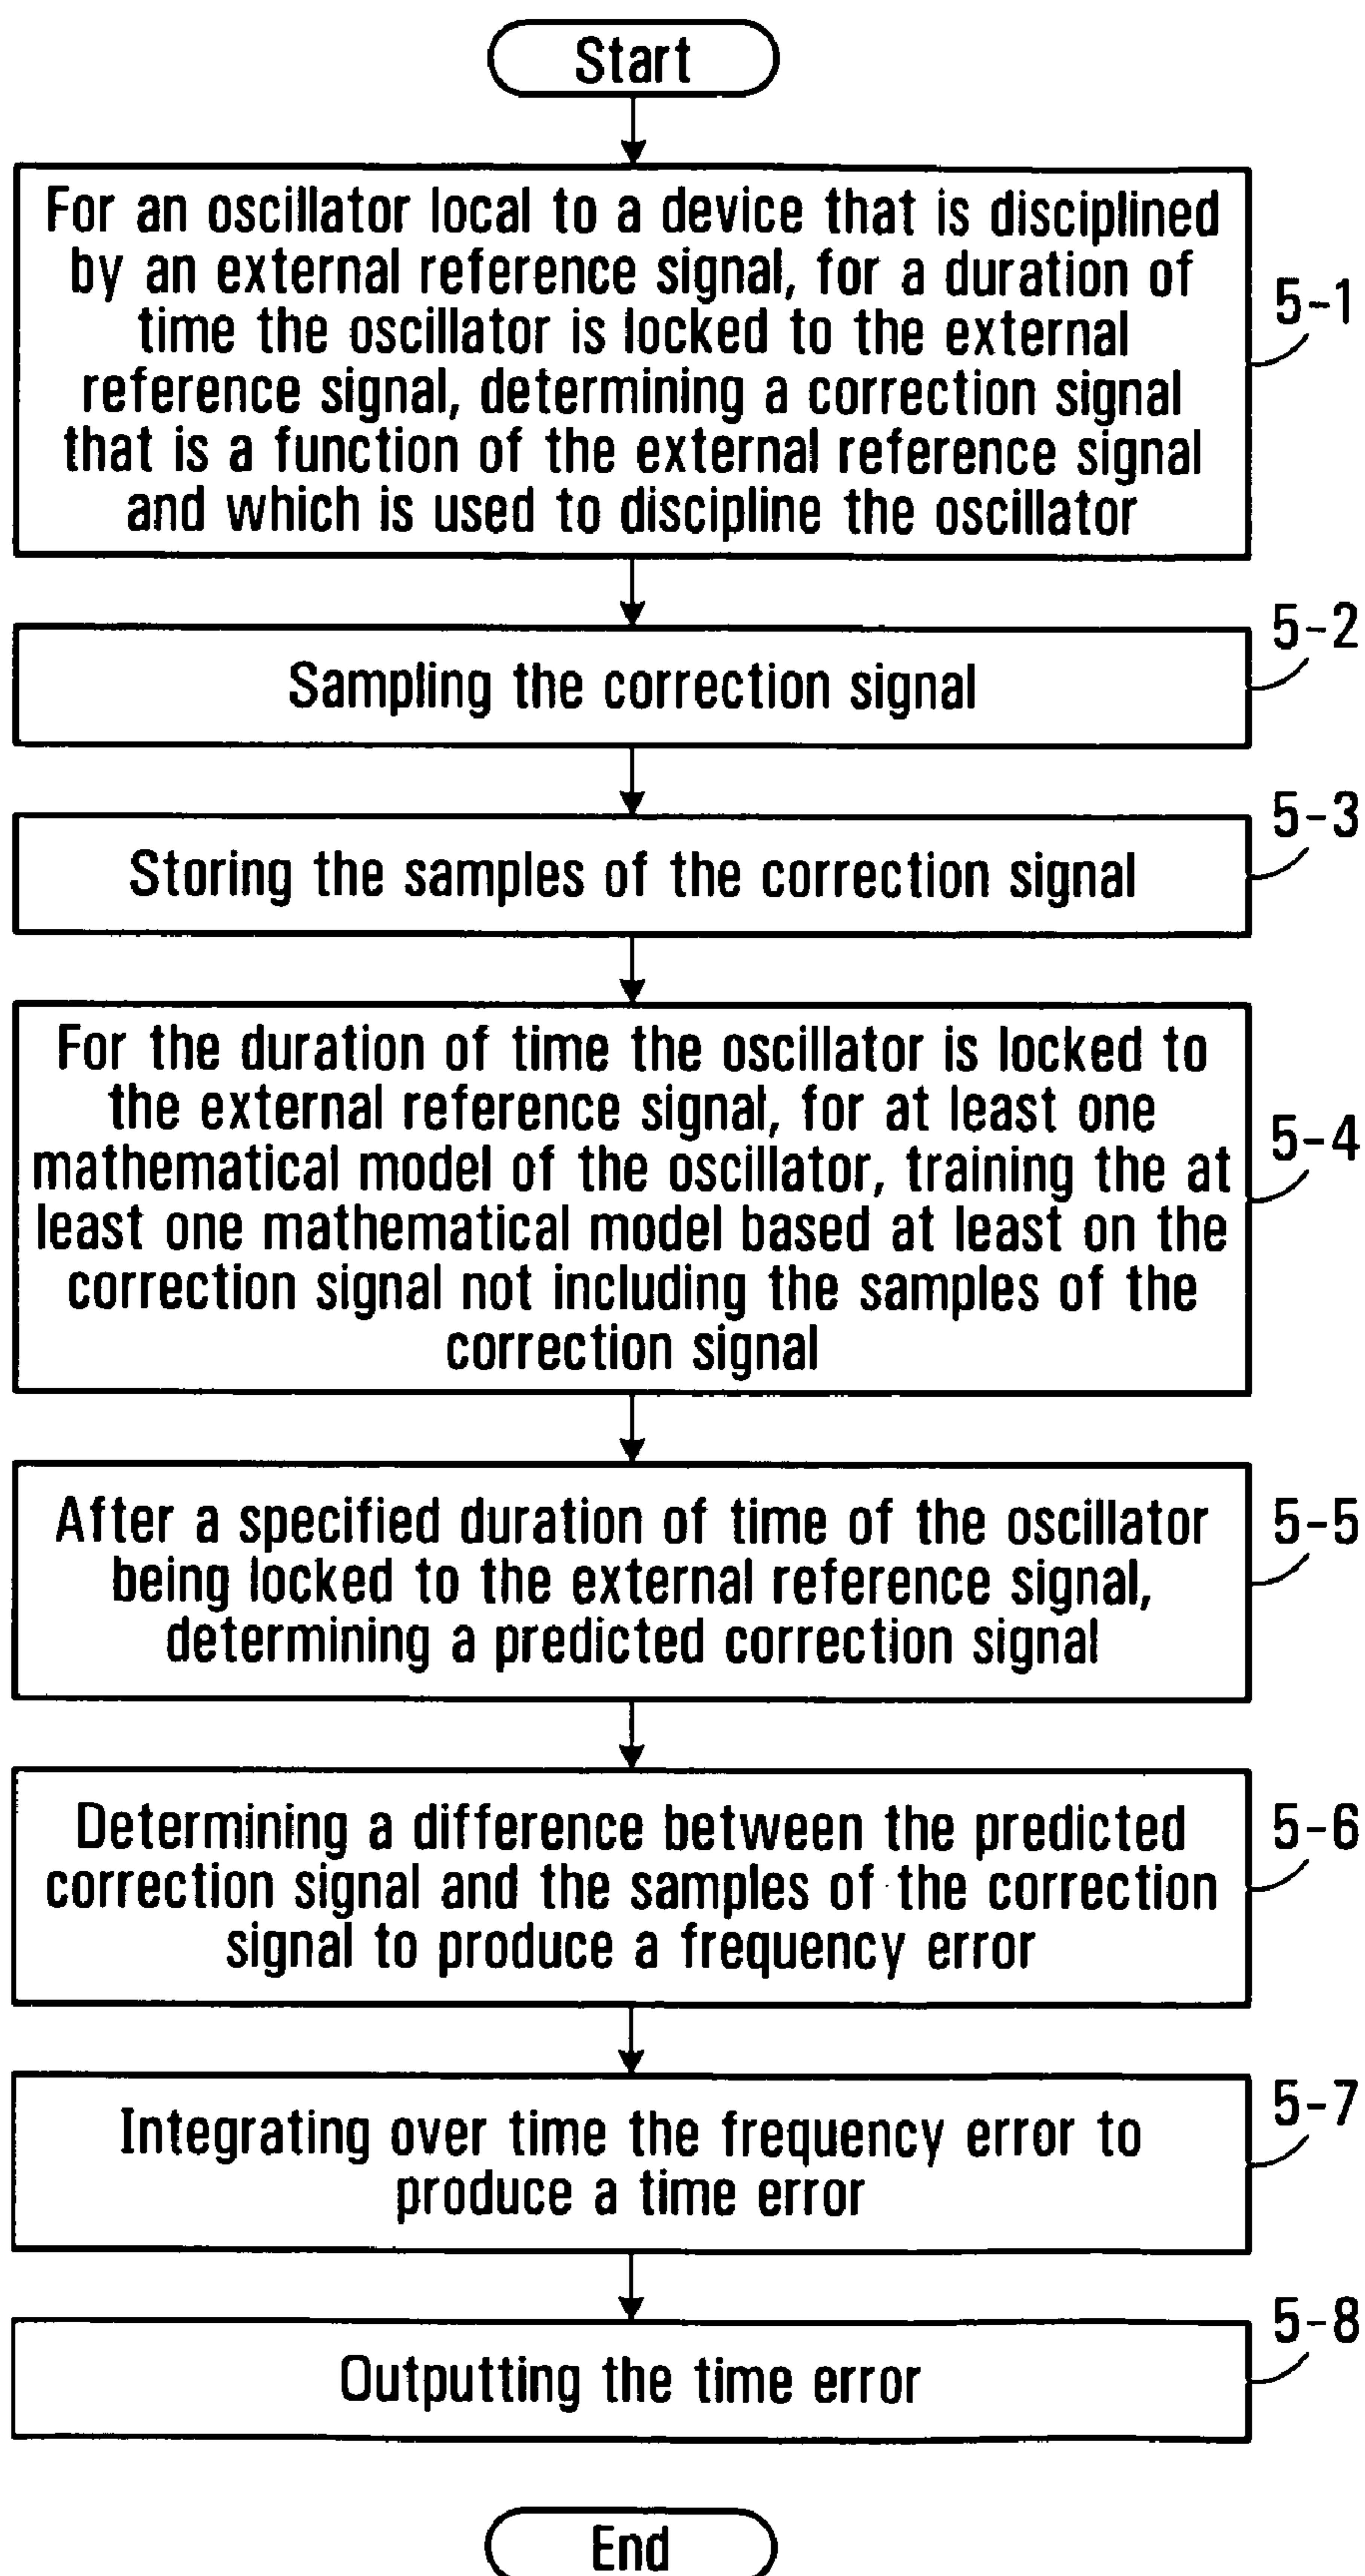 Start
For an oscillator local to a device that is disciplined
by an external reference signal, for a duration of
time the oscillator is locked to the external
reference signal, determining a correction signal
that is a function of the external reference signal
and which is used to discipline the oscillator
5-1
5-2
Sampling the correction signal
5-3
Storing the samples of the correction signal
For the duration of time the oscillator is locked to
the external reference signal, for at least one
mathematical model of the oscillator, training the at
least one mathematical model based at least on the
correction signal not including the samples of the
correction signal
5-4
After a specified duration of time of the oscillator
being locked to the external reference signal,
determining a predicted correction signal
5-5
Determining a difference between the predicted
correction signal and the samples of the correction
signal to produce a frequency error
5-6
Integrating over time the frequency error to
produce a time error
5-7
5-8
Outputting the time error
End